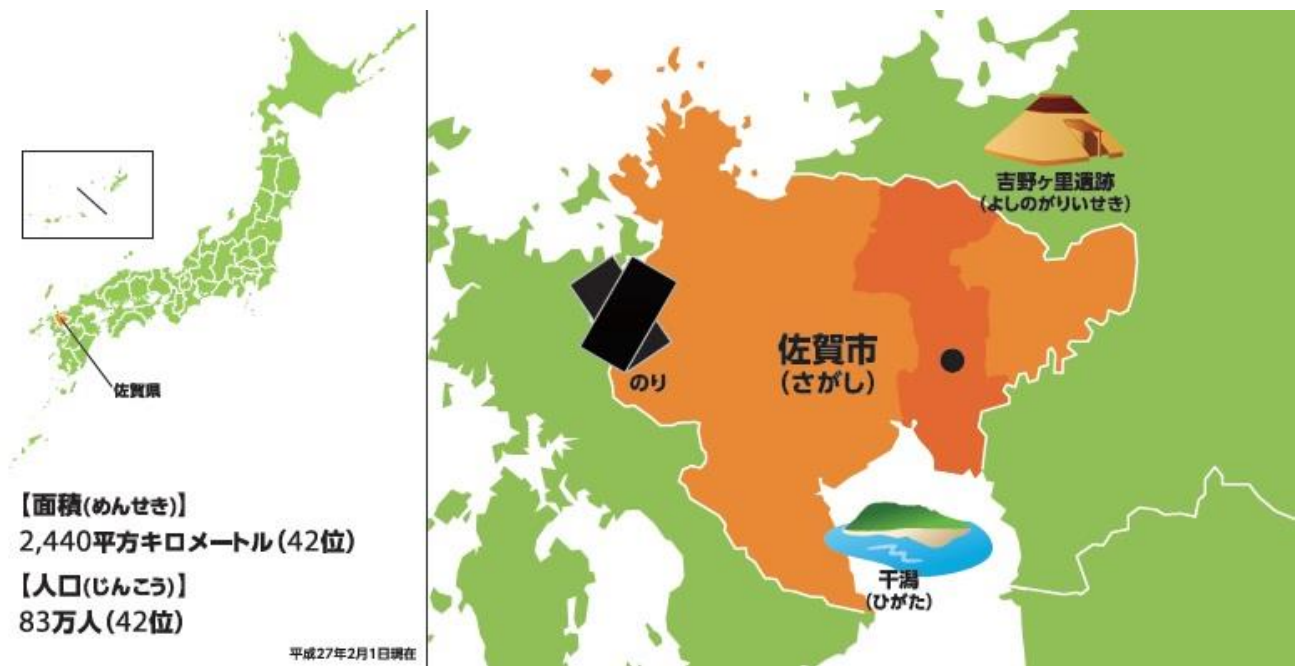 佐賀県
【面積(めんせき)】
2,440平方キロメートル(42位)
【人口(じんこう)】
83万人(42位)
平成27年2月1日現在
吉野ヶ里遺跡
(よしのがりいせき)
のり
佐賀市
(さがし)
干潟
(ひがた)